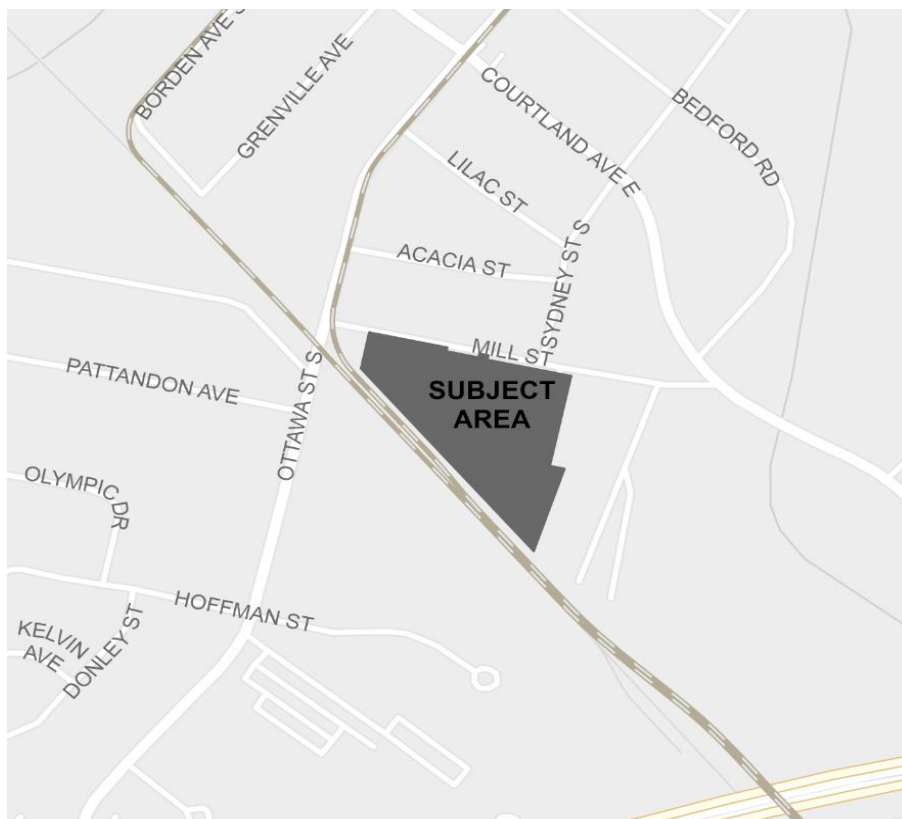 BORDEN AVE S
GRENVILLE AVE
COURTLAND AVE E
BEDFORD RD
LILAC ST
ACACIA ST
SYDNEY ST S
MILL ST
PATTANDON AVE
OTTAWA ST S
SUBJECT
AREA
OLYMPIC DR
HOFFMAN ST
KELVIN
AVE
DONLEY ST